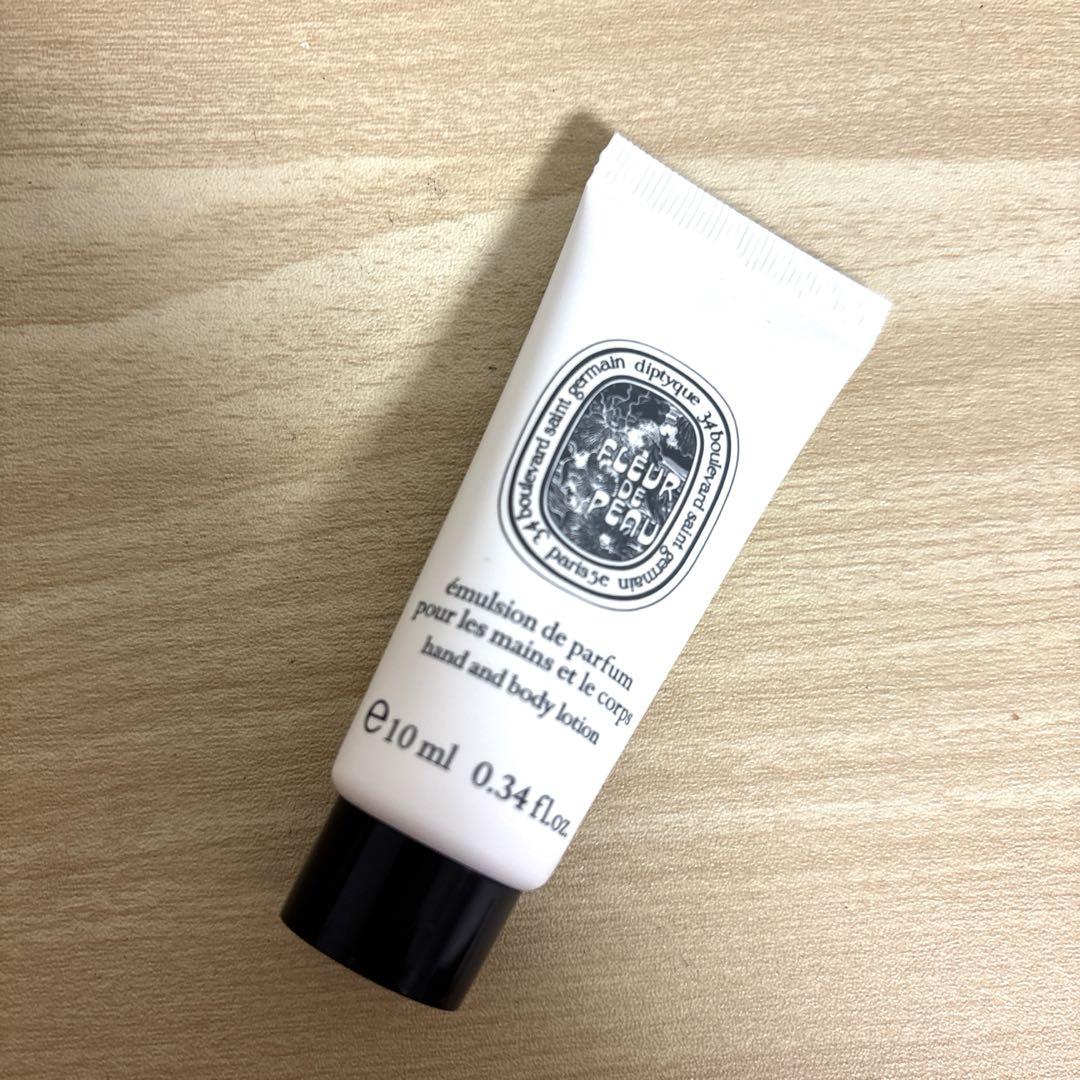 diptyque 34 boulevard saint germain paris 5e 34 boulevard saint germain
FLEUR
DE
PEAU
émulsion de parfum
pour les mains et le corps
hand and body lotion
e 10 ml 0.34 fl.oz.